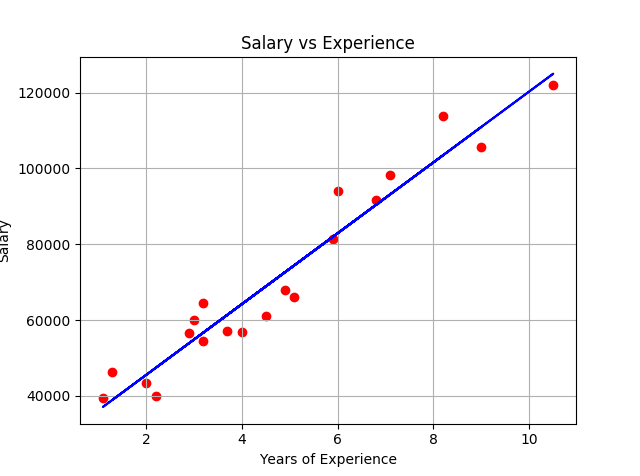 Salary vs Experience
120000
100000
80000
60000
40000
Salary
2 4 6 8 10
Years of Experience